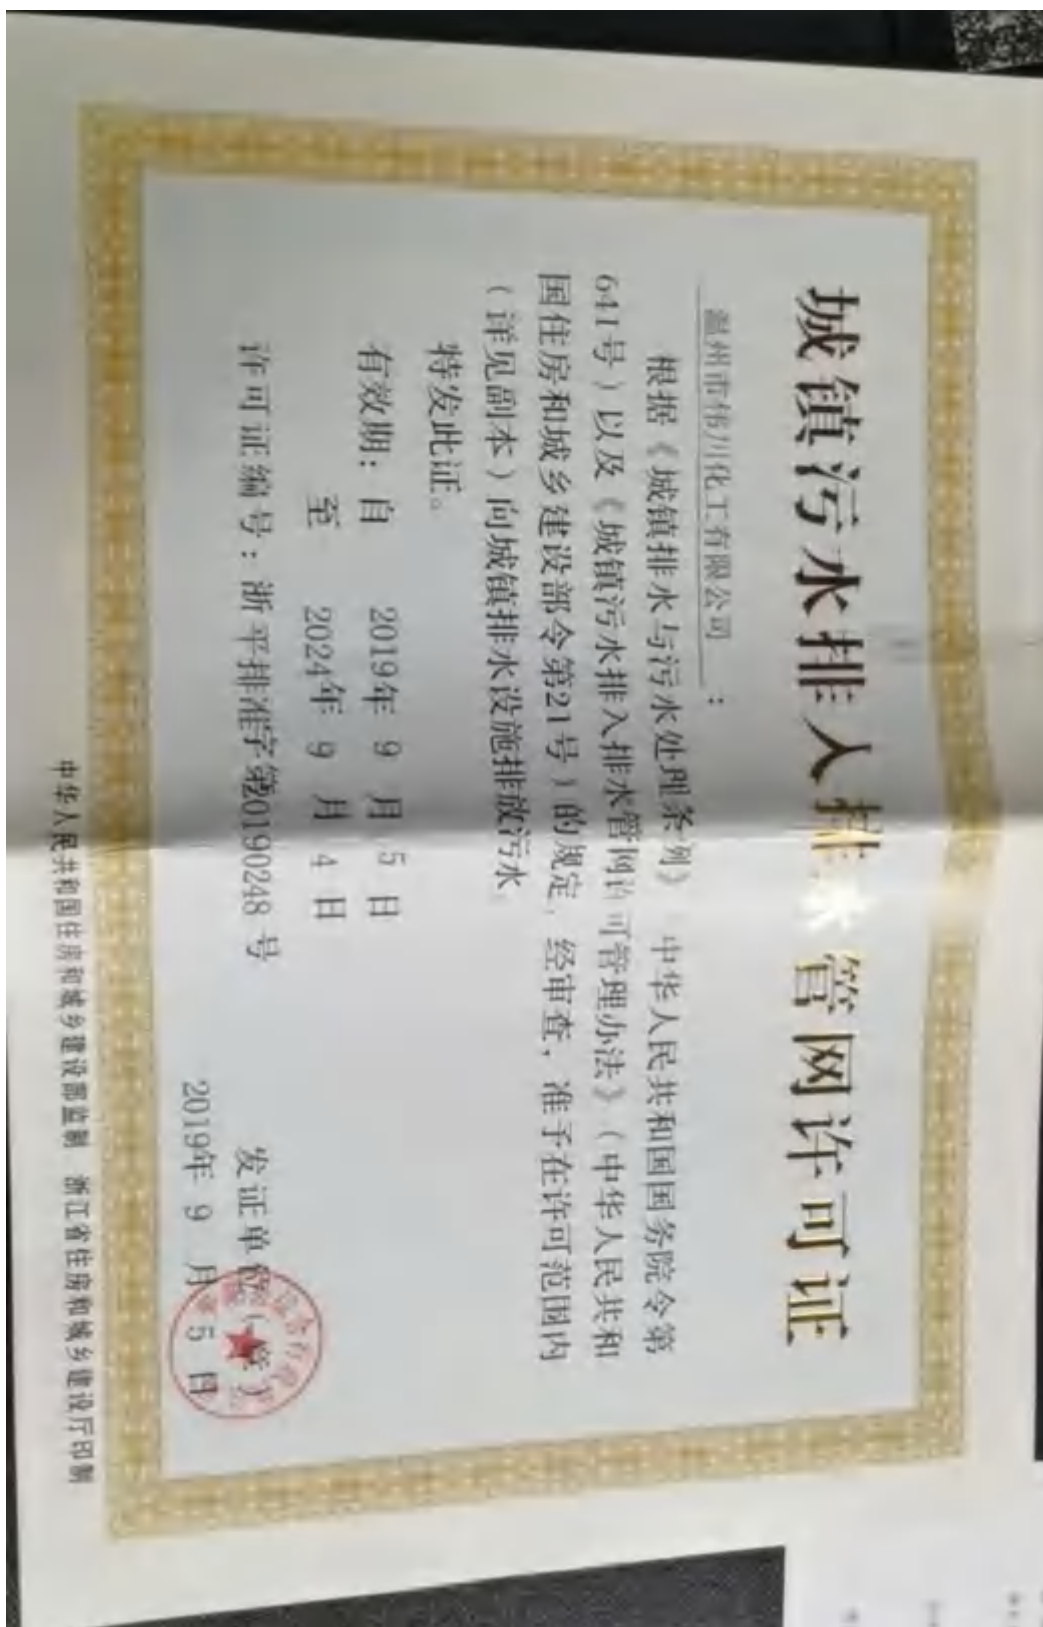 城镇污水排入排水管网许可证
温州市伟川化工有限公司：
根据《城镇排水与污水处理条例》（中华人民共和国国务院令第
641号）以及《城镇污水排入排水管网许可管理办法》（中华人民共和
国住房和城乡建设部令第21号）的规定，经审查，准予在许可范围内
（详见副本）向城镇排水设施排放污水。
特发此证。
有效期：自 2019年 9 月 5 日
至 2024年 9 月 4 日
许可证编号：浙平排准字第20190248 号
发证单位（章）
2019年 9 月 5 日
中华人民共和国住房和城乡建设部监制 浙江省住房和城乡建设厅印制